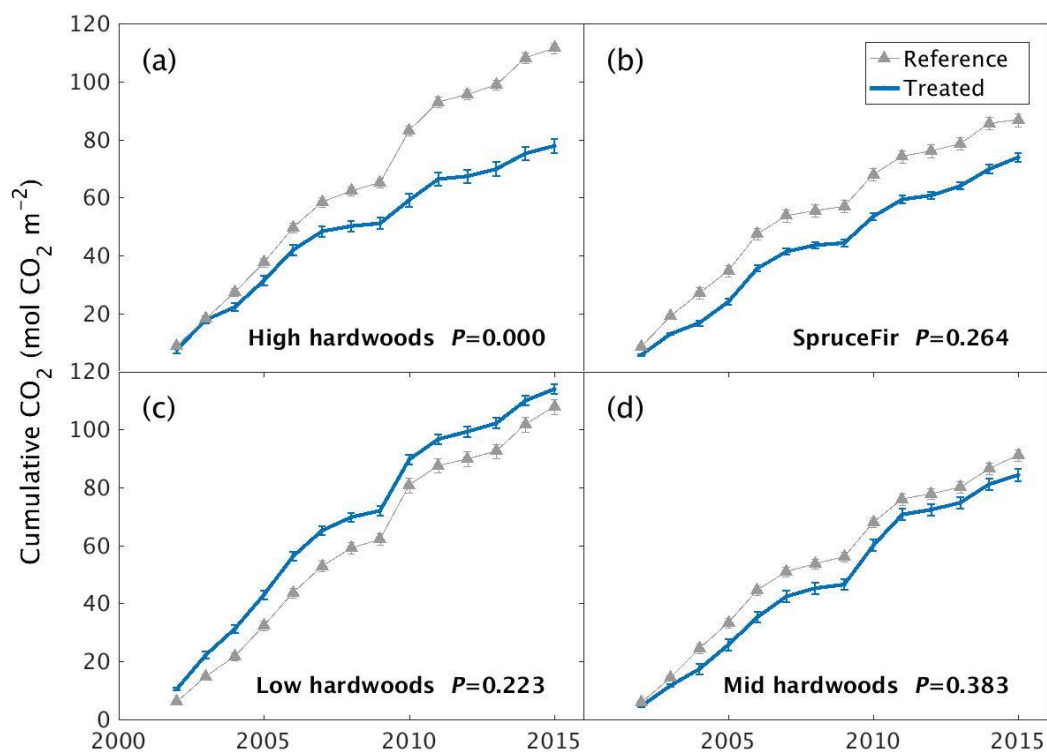 120
100
80
60
40
20
(a)
High hardwoods P=0.000
(b)
Reference
Treated
SpruceFir P=0.264
Cumulative CO₂ (mol CO₂ m⁻²)
120
100
80
60
40
20
0
(c)
Low hardwoods P=0.223
(d)
Mid hardwoods P=0.383
2000 2005 2010 2015 2005 2010 2015